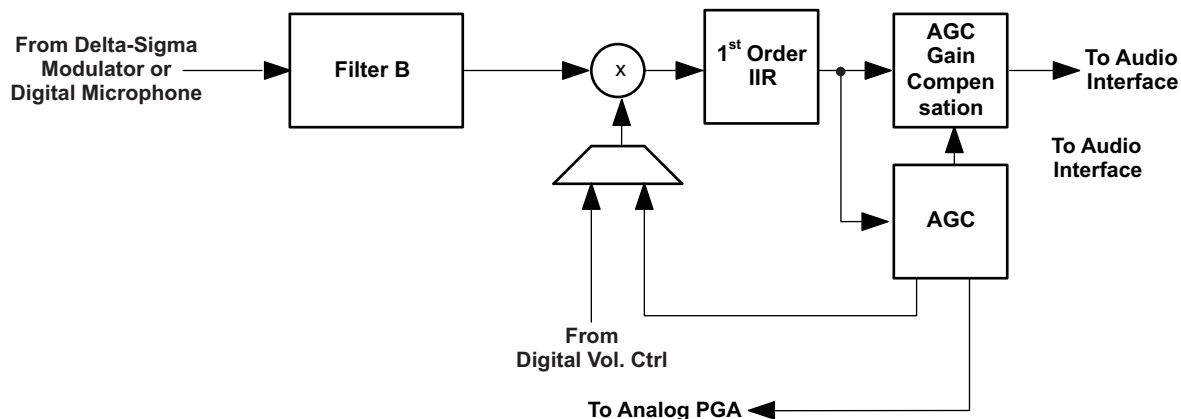 From Delta-Sigma
Modulator or
Digital Microphone
Filter B
x
1st Order
IIR
AGC
Gain
Compen
sation
To Audio
Interface
To Audio
Interface
AGC
From
Digital Vol. Ctrl
To Analog PGA